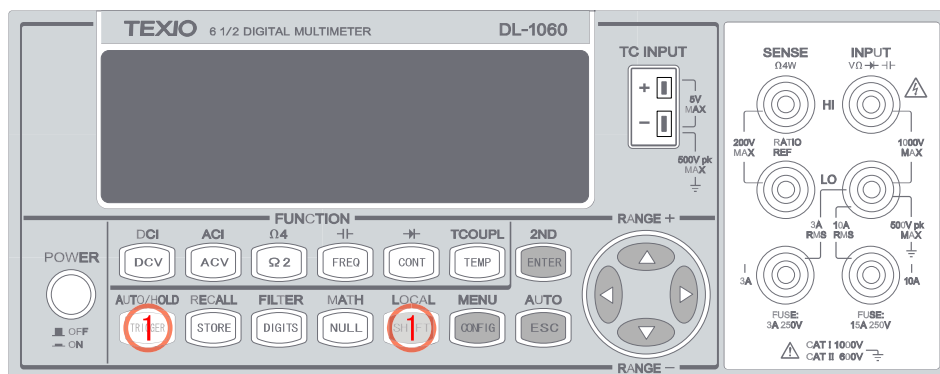 TEXIO 6 1/2 DIGITAL MULTIMETER DL-1060
TC INPUT
+
5V
MAX
−
500V pk
MAX
SENSE
Ω4W
INPUT
VΩ
HI
200V
MAX
RATIO
REF
1000V
MAX
LO
3A
RMS
10A
RMS
500V pk
MAX
3A
10A
FUSE:
3A 250V
FUSE:
15A 250V
CAT I 1000V
CAT II 600V
FUNCTION
DCI ACI Ω4 TCOUPL 2ND
POWER
DCV ACV Ω2 FREQ CONT TEMP ENTER
RANGE +
AUTO/HOLD RECALL FILTER MATH LOCAL MENU AUTO
TRIGGER STORE DIGITS NULL SHIFT CONFIG ESC
1 1
OFF
ON
RANGE −